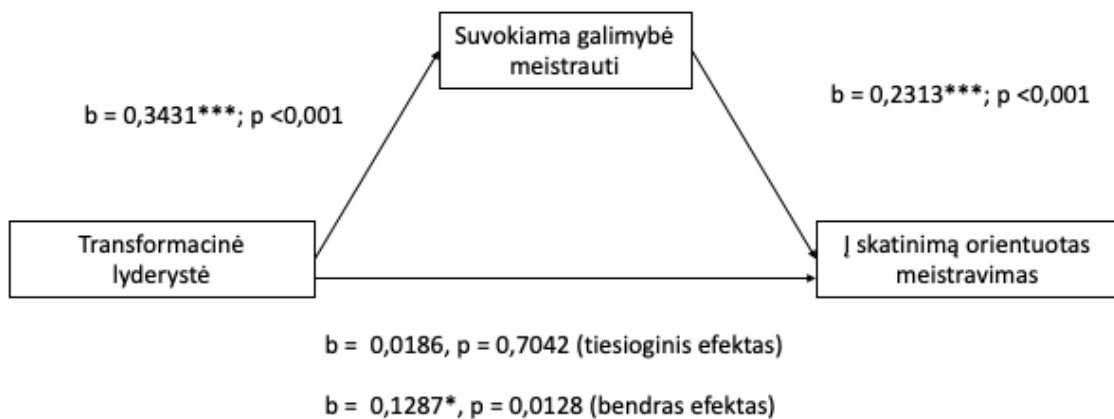 Suvokiama galimybė
meistrauti
b = 0,3431***; p <0,001
b = 0,2313***; p <0,001
Transformacinė
lyderystė
Į skatinimą orientuotas
meistravimas
b =  0,0186, p = 0,7042 (tiesioginis efektas)
b =  0,1287*, p = 0,0128 (bendras efektas)